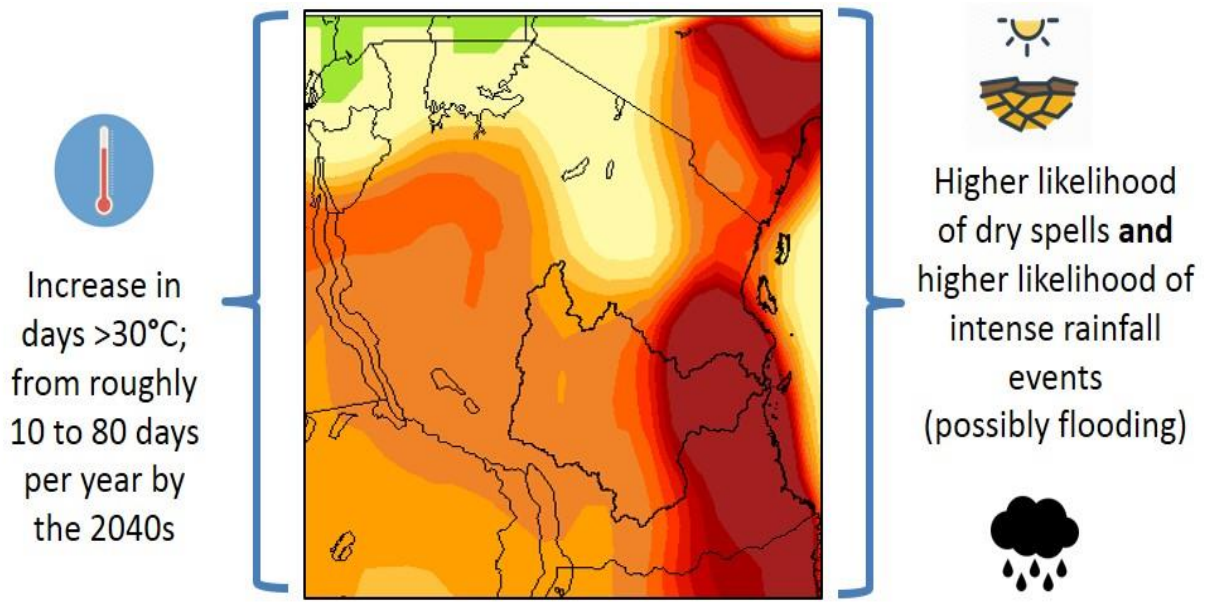 Increase in
days >30°C;
from roughly
10 to 80 days
per year by
the 2040s
Higher likelihood
of dry spells and
higher likelihood of
intense rainfall
events
(possibly flooding)